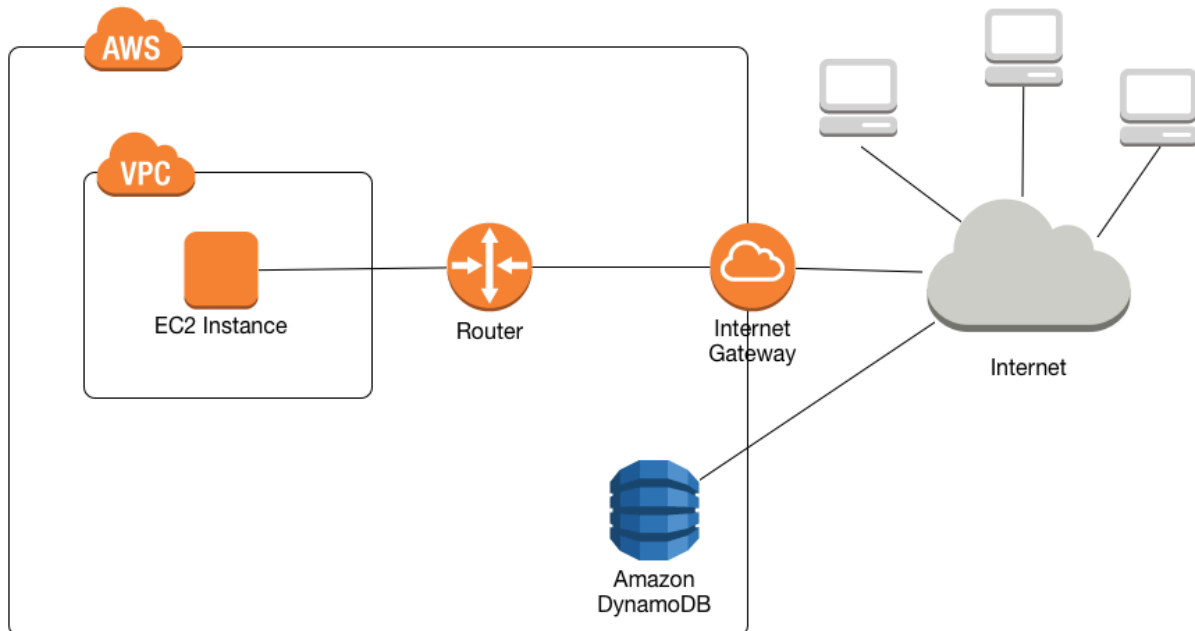 AWS
VPC
EC2 Instance
Router
Internet
Gateway
Internet
Amazon
DynamoDB